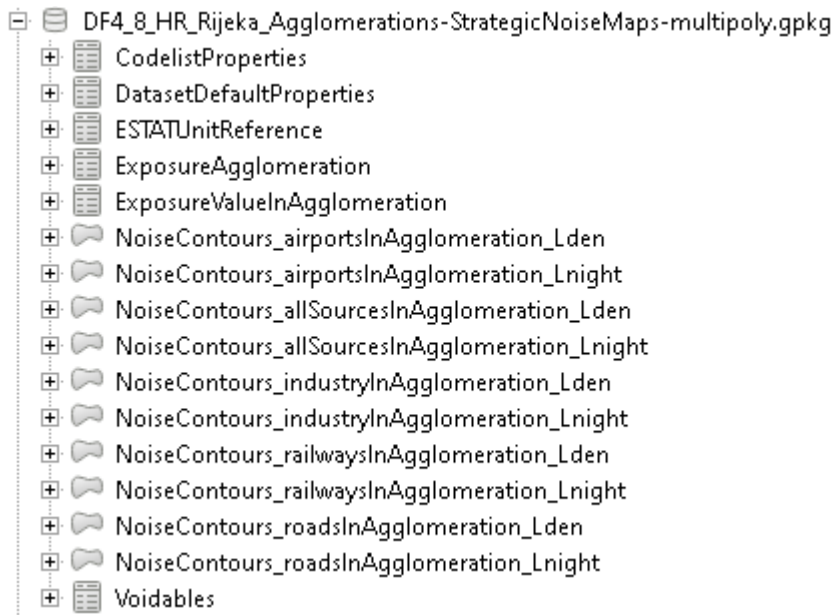 DF4_8_HR_Rijeka_Agglomerations-StrategicNoiseMaps-multipoly.gpkg
CodelistProperties
DatasetDefaultProperties
ESTATUnitReference
ExposureAgglomeration
ExposureValueInAgglomeration
NoiseContours_airportsInAgglomeration_Lden
NoiseContours_airportsInAgglomeration_Lnight
NoiseContours_allSourcesInAgglomeration_Lden
NoiseContours_allSourcesInAgglomeration_Lnight
NoiseContours_industryInAgglomeration_Lden
NoiseContours_industryInAgglomeration_Lnight
NoiseContours_railwaysInAgglomeration_Lden
NoiseContours_railwaysInAgglomeration_Lnight
NoiseContours_roadsInAgglomeration_Lden
NoiseContours_roadsInAgglomeration_Lnight
Voidables